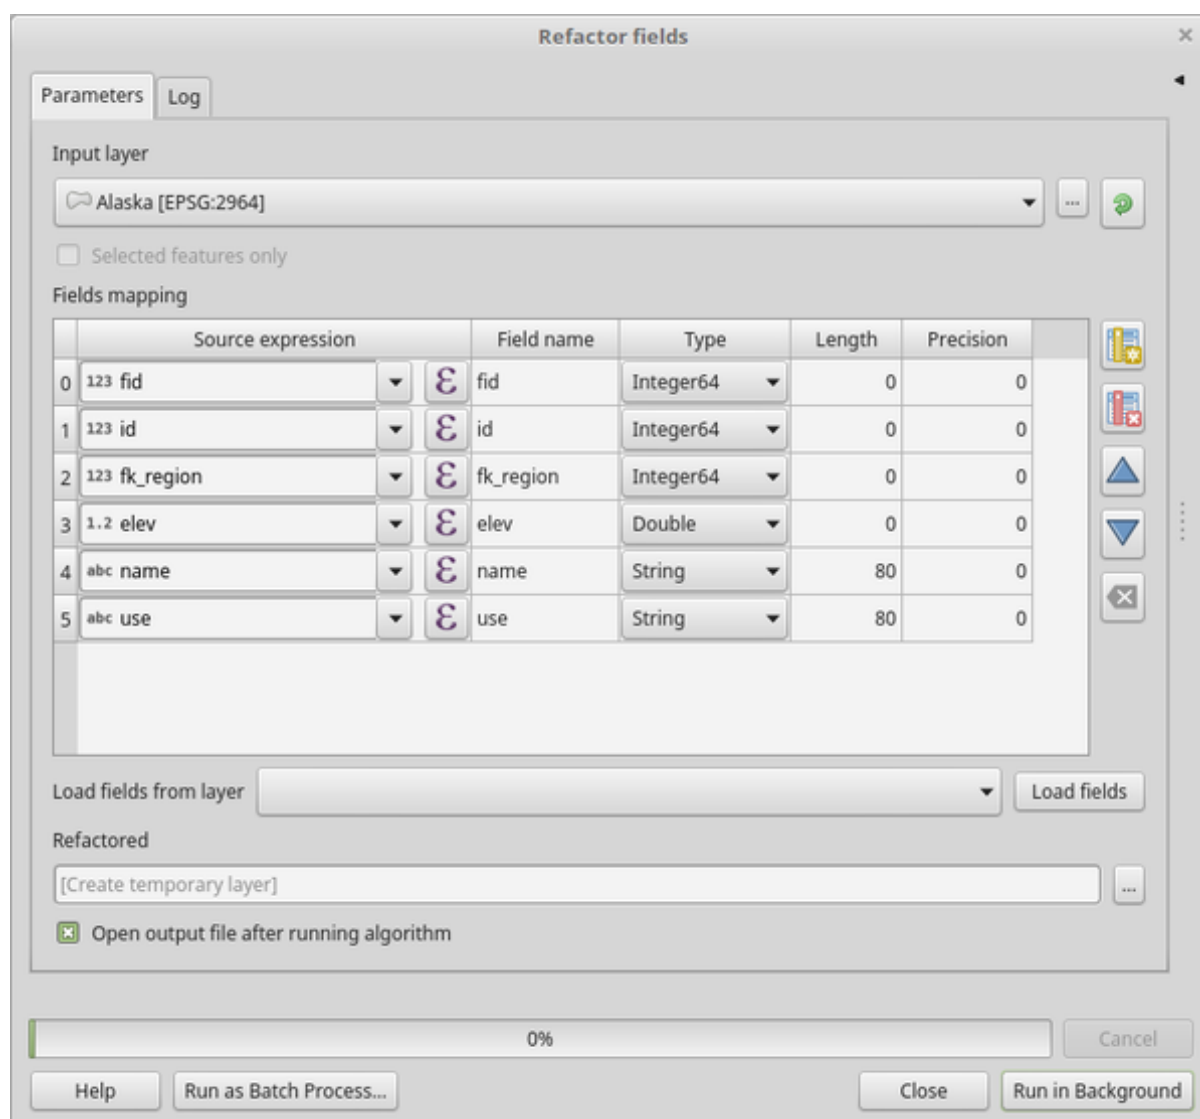 Refactor fields
Parameters Log
Input layer
Alaska [EPSG:2964] ...
Selected features only
Fields mapping
Source expression Field name Type Length Precision
0 123 fid ε fid Integer64 0 0
1 123 id ε id Integer64 0 0
2 123 fk_region ε fk_region Integer64 0 0
3 1.2 elev ε elev Double 0 0
4 abc name ε name String 80 0
5 abc use ε use String 80 0
Load fields from layer Load fields
Refactored
[Create temporary layer] ...
Open output file after running algorithm
0% Cancel
Help Run as Batch Process... Close Run in Background